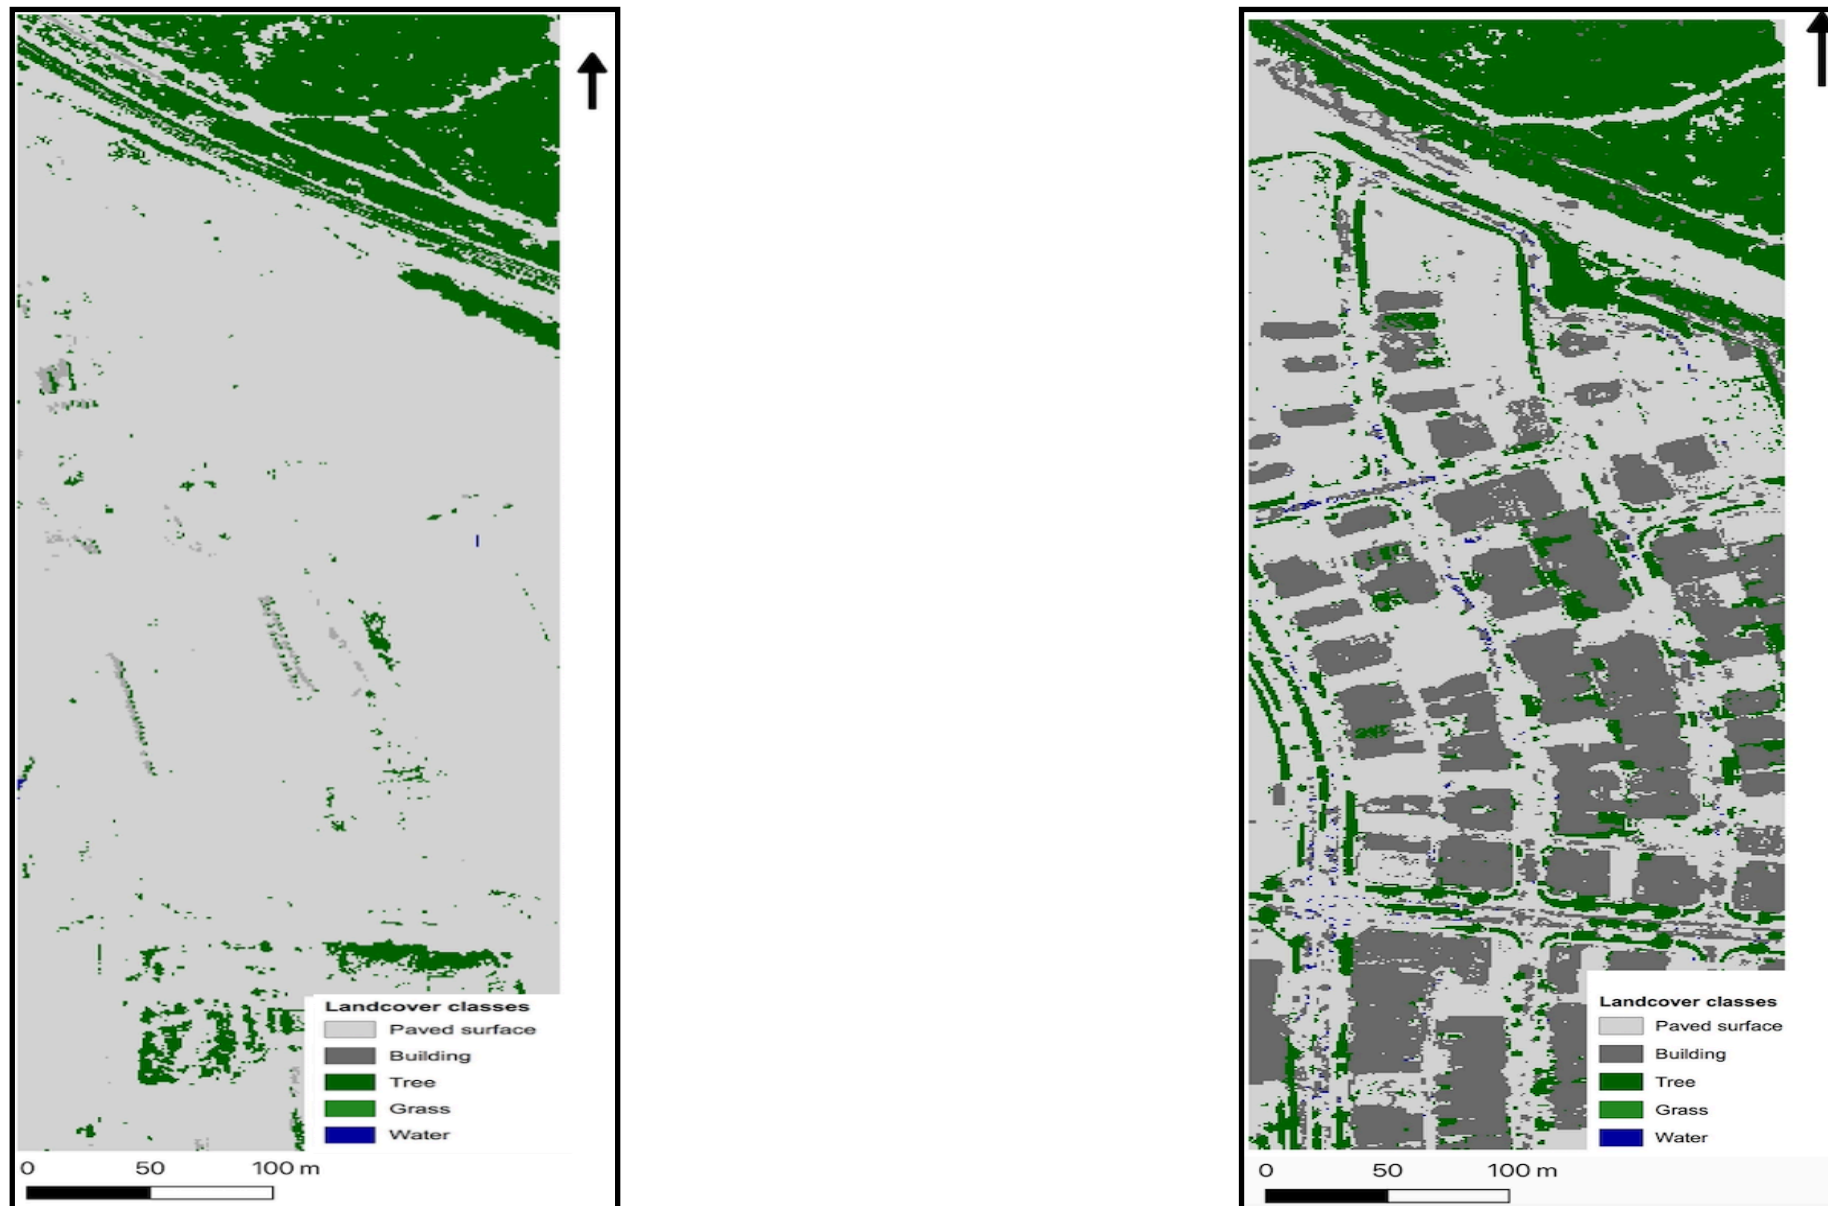 Landcover classes
Paved surface
Building
Tree
Grass
Water
0 50 100 m
Landcover classes
Paved surface
Building
Tree
Grass
Water
0 50 100 m